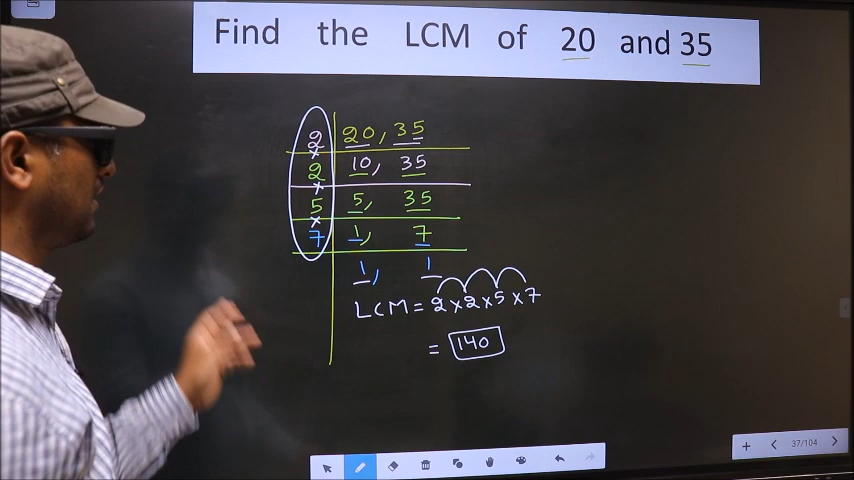 Find the LCM of 20 and 35
2 20, 35
×
2 10, 35
×
5 5, 35
×
7 1, 7
1, 1
LCM = 2 × 2 × 5 × 7
= 140
+ < 37/104 >